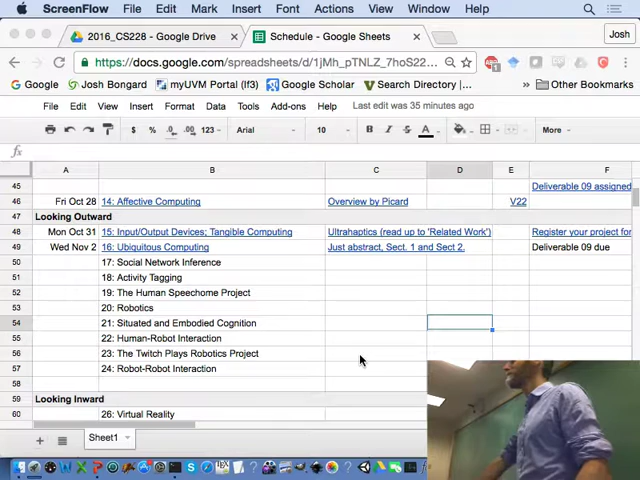 ScreenFlow File Edit Mark Insert Font Actions View Window Help
2016_CS228 - Google Drive × Schedule - Google Sheets × Josh
https://docs.google.com/spreadsheets/d/1jMh_pTNLZ_7hoS22...
Google Josh Bongard myUVM Portal (lf3) Google Scholar Search Directory... Other Bookmarks
File Edit View Insert Format Data Tools Add-ons Help Last edit was 35 minutes ago
$ % .0 .00 123 Arial 10 B I S A More
fx
A B C D E F
45 Deliverable 09 assigned
46 Fri Oct 28 14: Affective Computing Overview by Picard V22
47 Looking Outward
48 Mon Oct 31 15: Input/Output Devices; Tangible Computing Ultrahaptics (read up to 'Related Work') Register your project for
49 Wed Nov 2 16: Ubiquitous Computing Just abstract, Sect. 1 and Sect 2. Deliverable 09 due
50 17: Social Network Inference
51 18: Activity Tagging
52 19: The Human Speechome Project
53 20: Robotics
54 21: Situated and Embodied Cognition
55 22: Human-Robot Interaction
56 23: The Twitch Plays Robotics Project
57 24: Robot-Robot Interaction
58
59 Looking Inward
60 26: Virtual Reality
+ Sheet1